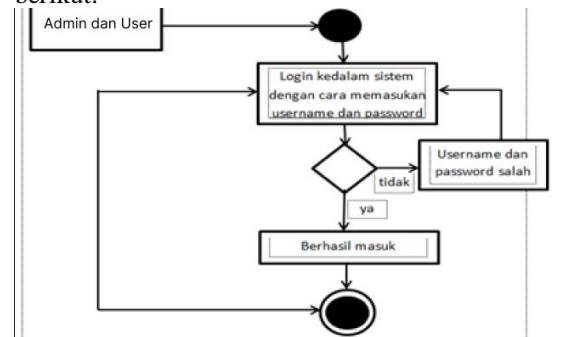 berikut:
Admin dan User
Login kedalam sistem
dengan cara memasukan
username dan password
Username dan
password salah
tidak
ya
Berhasil masuk